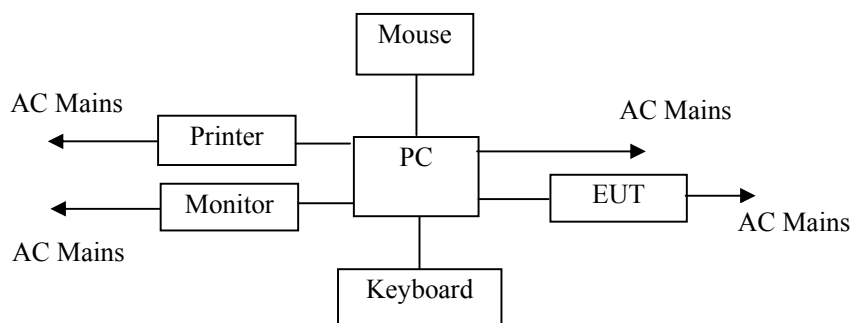 Mouse
AC Mains
AC Mains
Printer
PC
Monitor
EUT
AC Mains
AC Mains
Keyboard